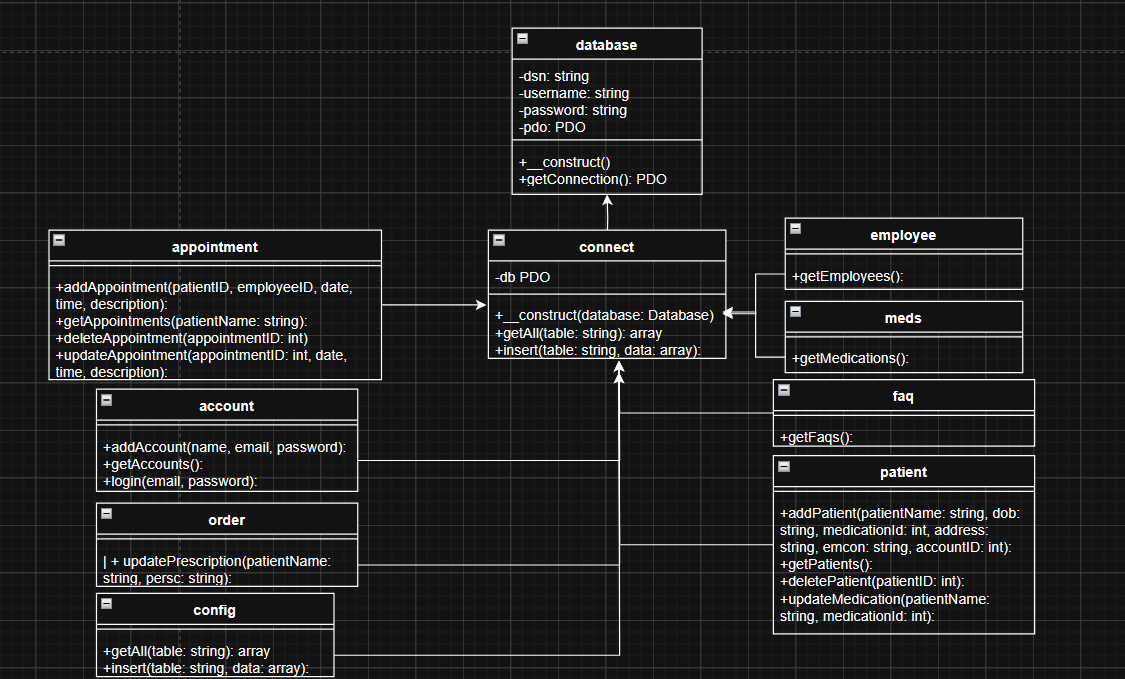 database
-dsn: string
-username: string
-password: string
-pdo: PDO
+__construct()
+getConnection(): PDO
appointment
+addAppointment(patientID, employeeID, date,
time, description):
+getAppointments(patientName: string):
+deleteAppointment(appointmentID: int)
+updateAppointment(appointmentID: int, date,
time, description):
connect
-db PDO
+__construct(database: Database)
+getAll(table: string): array
+insert(table: string, data: array):
employee
+getEmployees():
meds
+getMedications():
faq
+getFaqs():
account
+addAccount(name, email, password):
+getAccounts():
+login(email, password):
order
| + updatePrescription(patientName:
string, persc: string):
config
+getAll(table: string): array
+insert(table: string, data: array):
patient
+addPatient(patientName: string, dob:
string, medicationId: int, address:
string, emcon: string, accountID: int):
+getPatients():
+deletePatient(patientID: int):
+updateMedication(patientName:
string, medicationId: int):